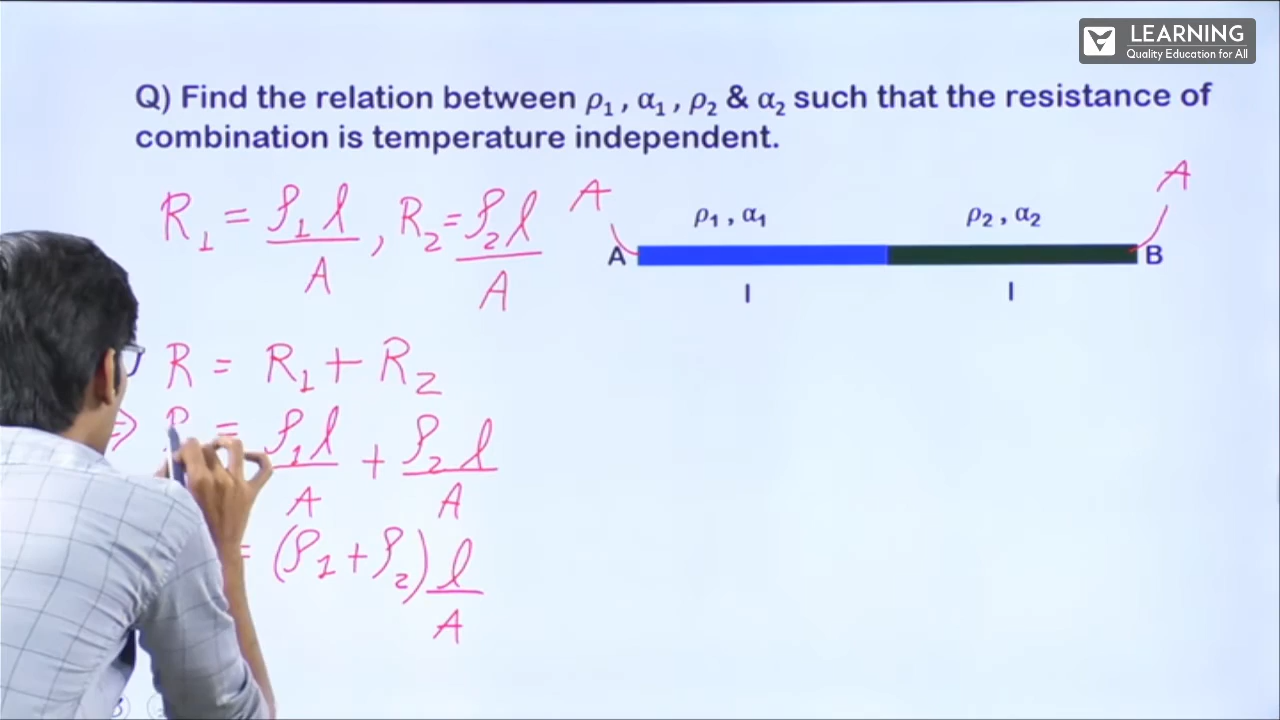 LEARNING
Quality Education for All
Q) Find the relation between ρ₁ , α₁ , ρ₂ & α₂ such that the resistance of
combination is temperature independent.
R₁ = ρ₁l/A , R₂ = ρ₂l/A
A
A
ρ₁ , α₁
ρ₂ , α₂
A
B
l
l
R = R₁ + R₂
⇒ R = ρ₁l/A + ρ₂l/A
= (ρ₁ + ρ₂) l/A